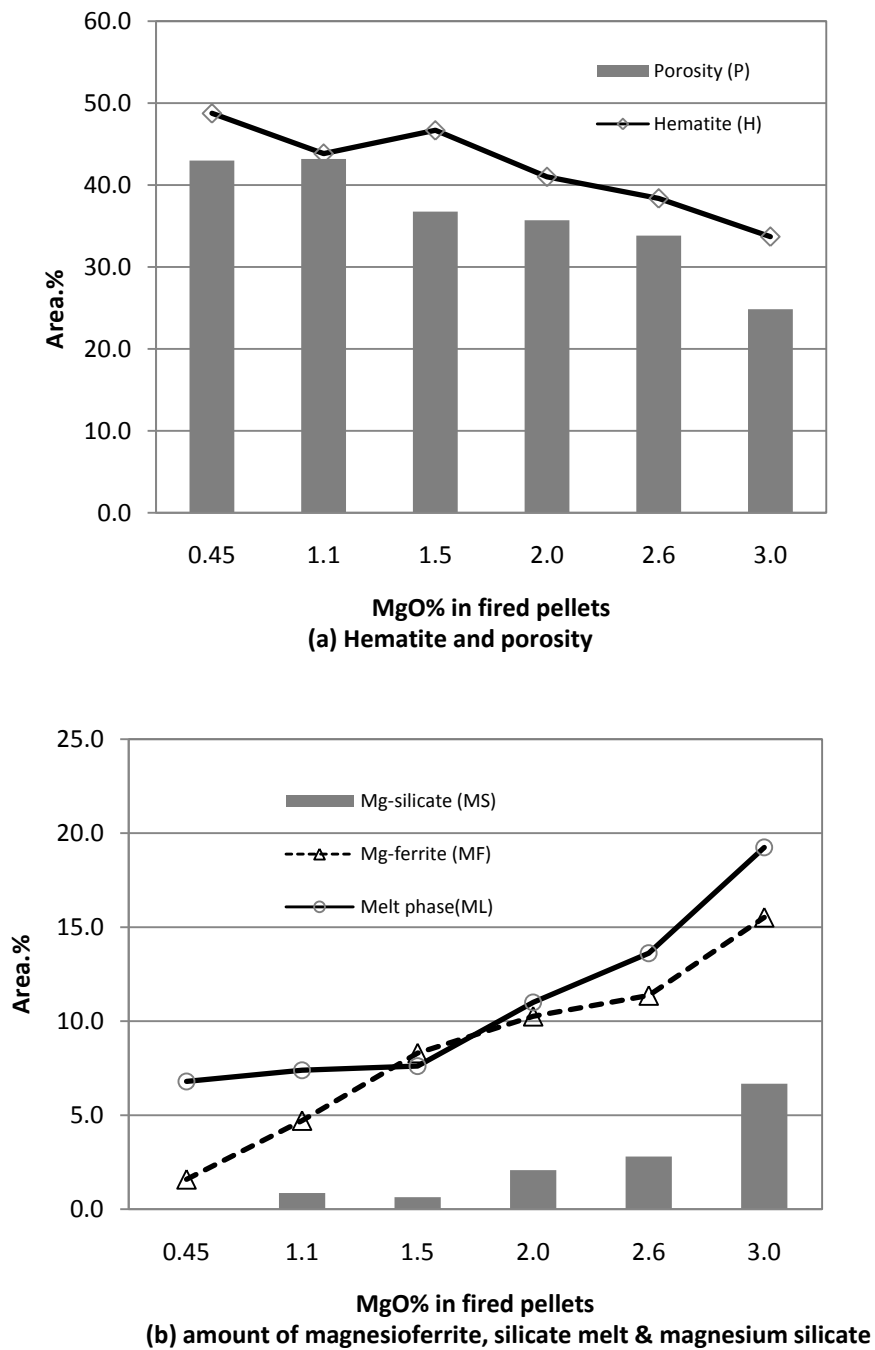 60.0
50.0
40.0
30.0
20.0
10.0
0.0
Area.%
Porosity (P)
Hematite (H)
0.45 1.1 1.5 2.0 2.6 3.0
MgO% in fired pellets
(a) Hematite and porosity
25.0
20.0
15.0
10.0
5.0
0.0
Area.%
Mg-silicate (MS)
Mg-ferrite (MF)
Melt phase(ML)
0.45 1.1 1.5 2.0 2.6 3.0
MgO% in fired pellets
(b) amount of magnesioferrite, silicate melt & magnesium silicate